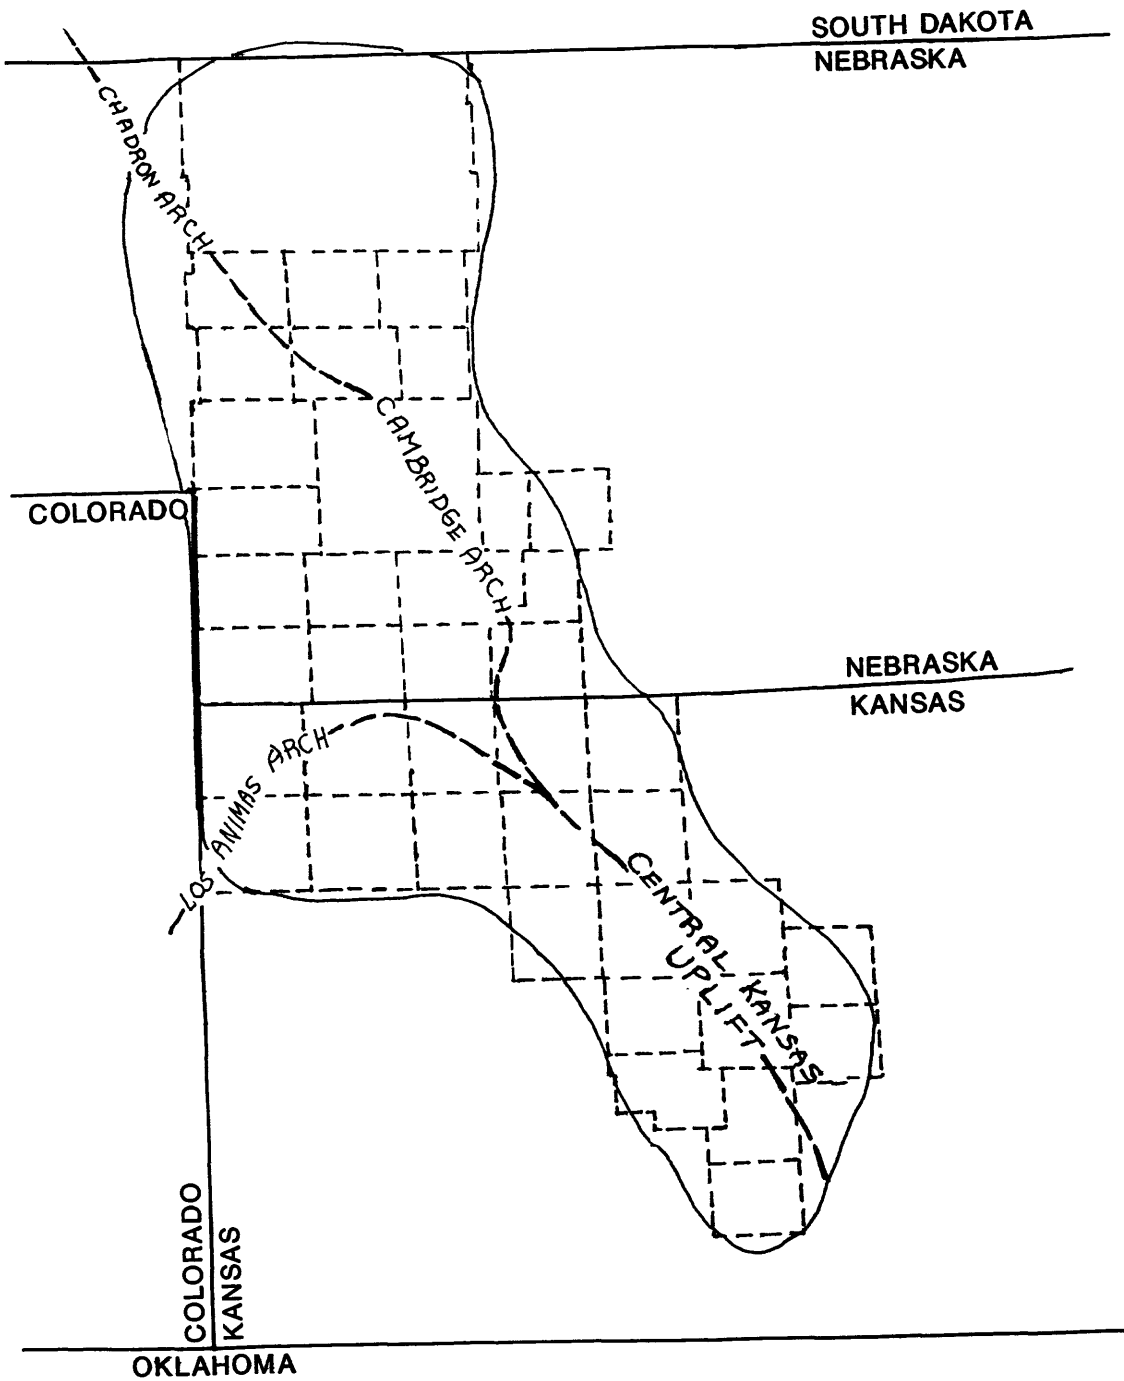 SOUTH DAKOTA
NEBRASKA
CHADRON ARCH
CAMBRIDGE ARCH
COLORADO
NEBRASKA
KANSAS
LOS ANIMAS ARCH
CENTRAL KANSAS
UPLIFT
COLORADO
KANSAS
OKLAHOMA